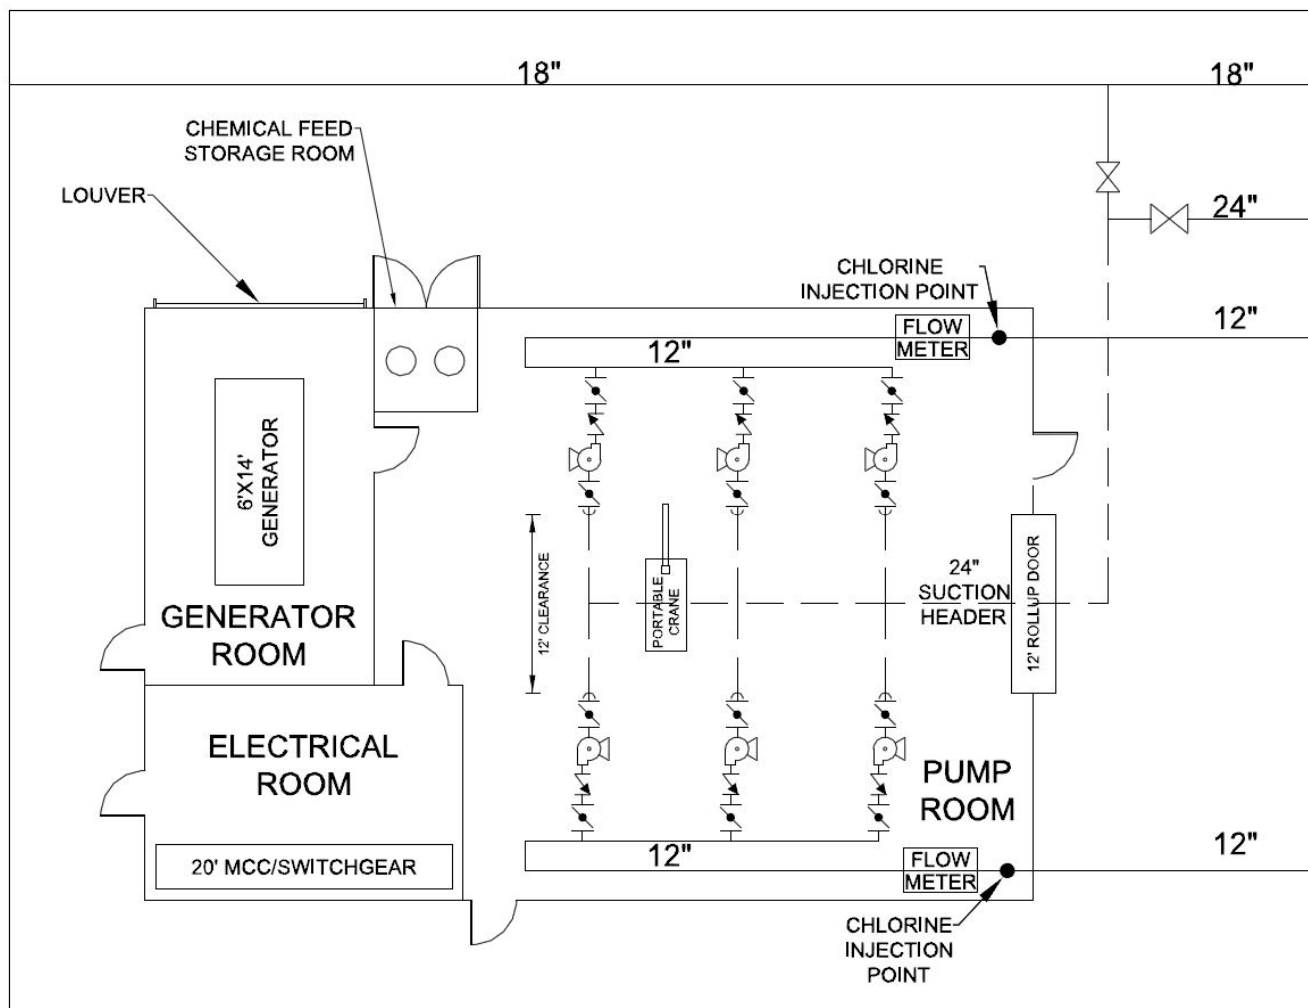 18"
18"
CHEMICAL FEED
STORAGE ROOM
LOUVER
24"
CHLORINE
INJECTION POINT
12"
FLOW
METER
12"
6'X14'
GENERATOR
GENERATOR
ROOM
12' CLEARANCE
PORTABLE
CRANE
24"
SUCTION
HEADER
12' ROLLUP DOOR
ELECTRICAL
ROOM
PUMP
ROOM
20' MCC/SWITCHGEAR
12"
FLOW
METER
12"
CHLORINE
INJECTION
POINT